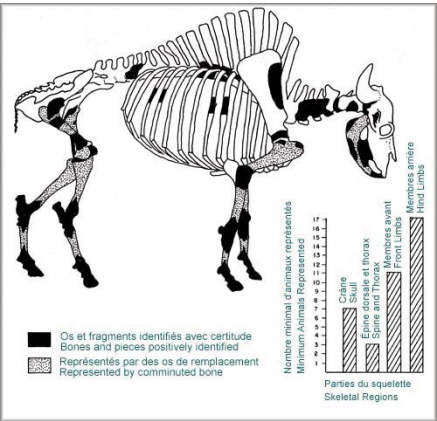 Os et fragments identifiés avec certitude
Bones and pieces positively identified
Représentés par des os de remplacement
Represented by comminuted bone
Nombre minimal d'animaux représentés
Minimum Animals Represented
17
16
15
14
13
12
11
10
9
8
7
6
5
4
3
2
1
Crâne
Skull
Épine dorsale et thorax
Spine and Thorax
Membres avant
Front Limbs
Membres arrière
Hind Limbs
Parties du squelette
Skeletal Regions